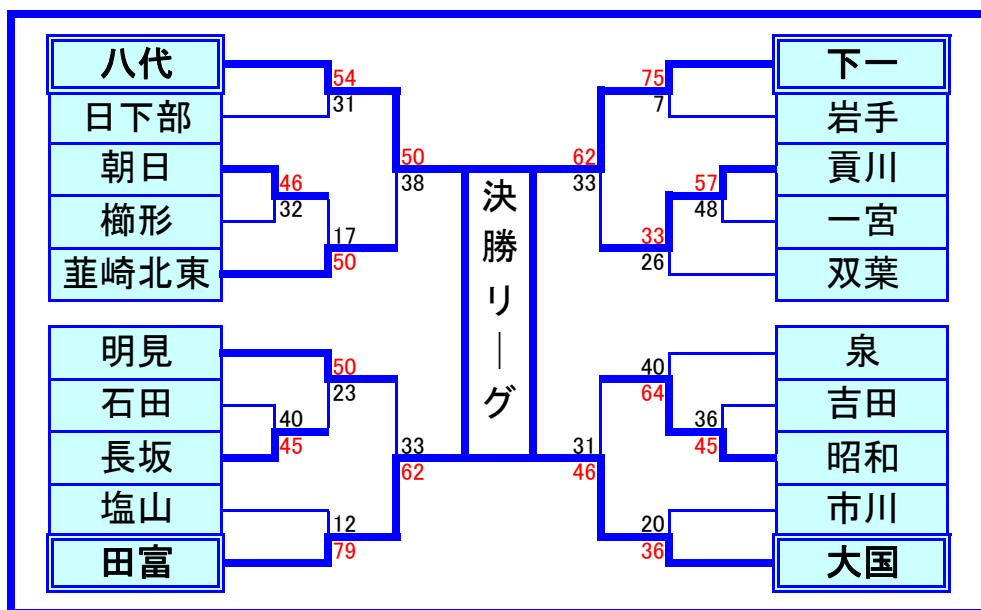 八代
54
31
日下部
朝日
46
32
櫛形
17
50
韮崎北東
50
38
明見
50
23
石田
40
45
長坂
33
62
塩山
12
79
田富
決勝リーグ
75
7
下一
岩手
62
33
57
48
貢川
一宮
33
26
双葉
40
64
泉
36
45
吉田
昭和
31
46
市川
20
36
大国